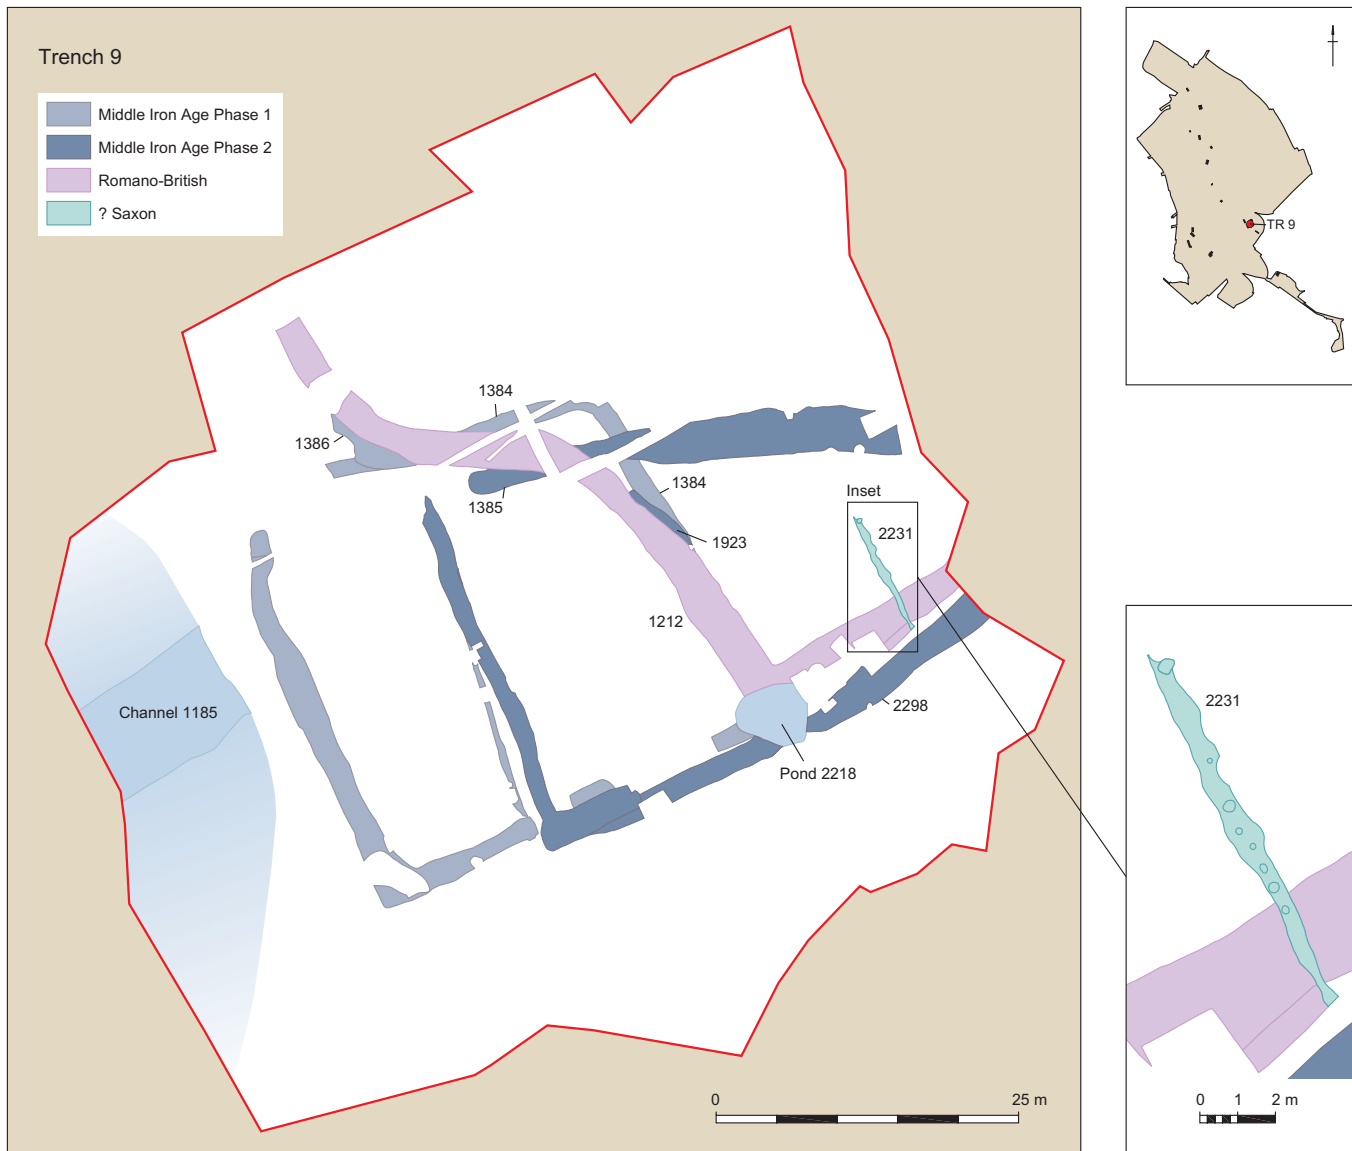 Trench 9
Middle Iron Age Phase 1
Middle Iron Age Phase 2
Romano-British
? Saxon
1384
1386
1385
1384
1923
Inset
2231
1212
2298
Channel 1185
Pond 2218
0 25 m
TR 9
2231
0 1 2 m